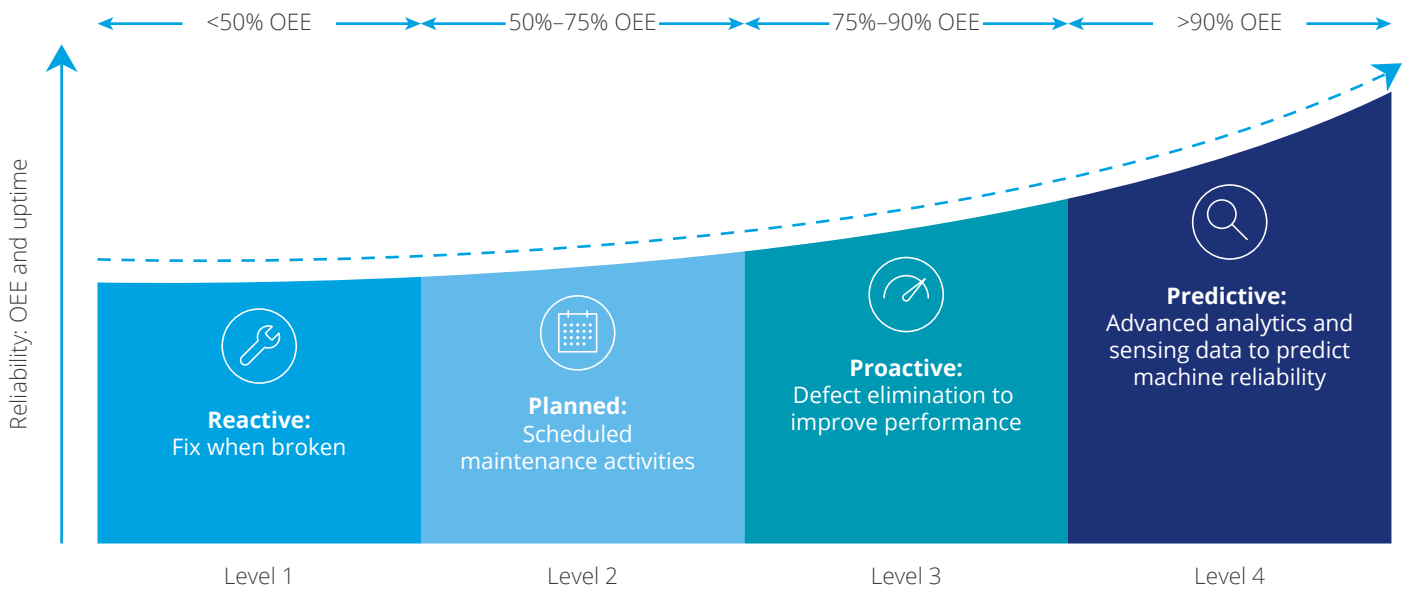 <50% OEE
50%–75% OEE
75%–90% OEE
>90% OEE
Reliability: OEE and uptime
Reactive:
Fix when broken
Planned:
Scheduled
maintenance activities
Proactive:
Defect elimination to
improve performance
Predictive:
Advanced analytics and
sensing data to predict
machine reliability
Level 1
Level 2
Level 3
Level 4